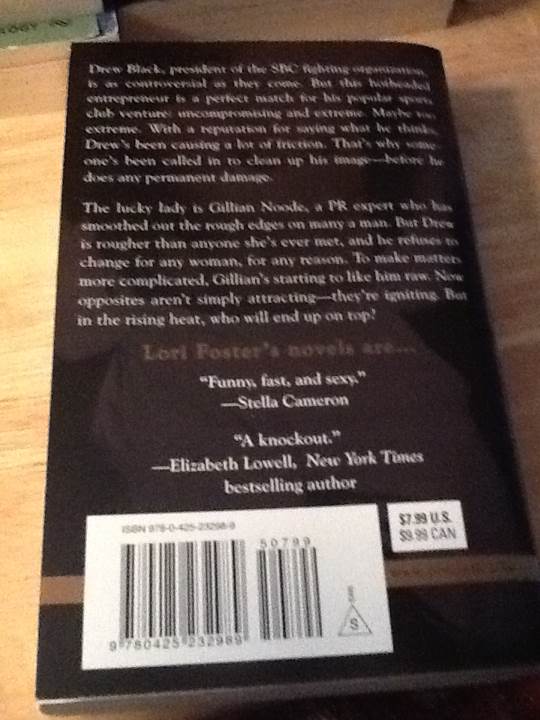 OLOGY
Drew Black, president of the SBC fighting organization,
is as controversial as they come. But this hotheaded
entrepreneur is a perfect match for his popular sports
club venture: uncompromising and extreme. Maybe too
extreme. With a reputation for saying what he thinks,
Drew's been causing a lot of friction. That's why some-
one's been called in to clean up his image—before he
does any permanent damage.
The lucky lady is Gillian Noode, a PR expert who has
smoothed out the rough edges on many a man. But Drew
is rougher than anyone she's ever met, and he refuses to
change for any woman, for any reason. To make matters
more complicated, Gillian's starting to like him raw. Now
opposites aren't simply attracting—they're igniting. But
in the rising heat, who will end up on top?
Lori Foster's novels are...
"Funny, fast, and sexy."
—Stella Cameron
"A knockout."
—Elizabeth Lowell, New York Times
bestselling author
ISBN 978-0-425-23298-9
50799
$7.99 U.S.
$9.99 CAN
9 780425 232989
S